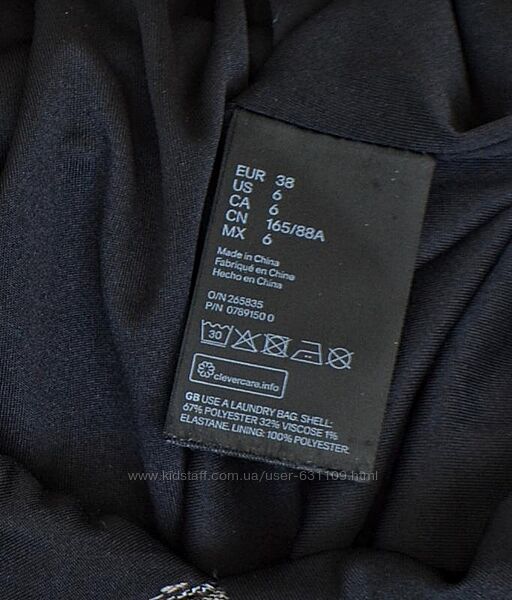 EUR 38
US 6
CA 6
CN 165/88A
MX 6
Made in China
Fabriqué en Chine
Hecho en China
O/N 265835
P/N 0789150 0
30
clevercare.info
GB USE A LAUNDRY BAG. SHELL:
67% POLYESTER 32% VISCOSE 1%
ELASTANE. LINING: 100% POLYESTER.
www.kidstaff.com.ua/user-631109.html